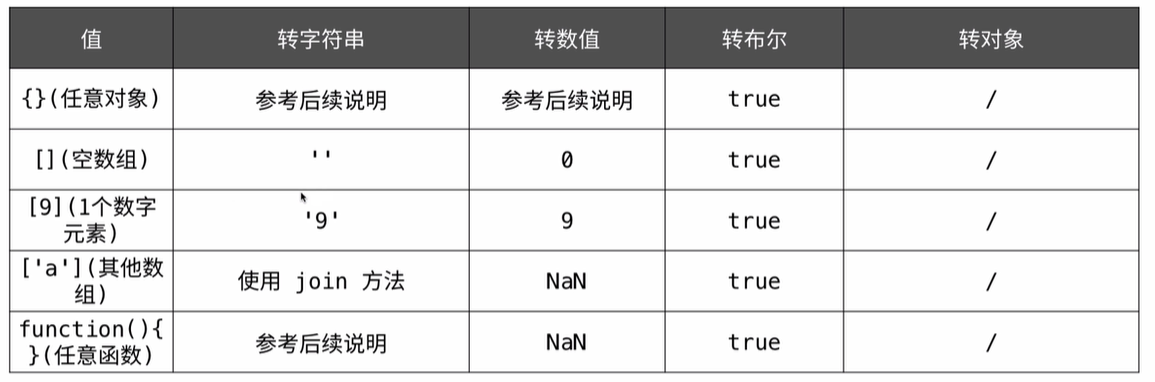 值 转字符串 转数值 转布尔 转对象
{}(任意对象) 参考后续说明 参考后续说明 true /
[](空数组) '' 0 true /
[9](1个数字
元素) '9' 9 true /
['a'](其他数
组) 使用 join 方法 NaN true /
function(){
}(任意函数) 参考后续说明 NaN true /